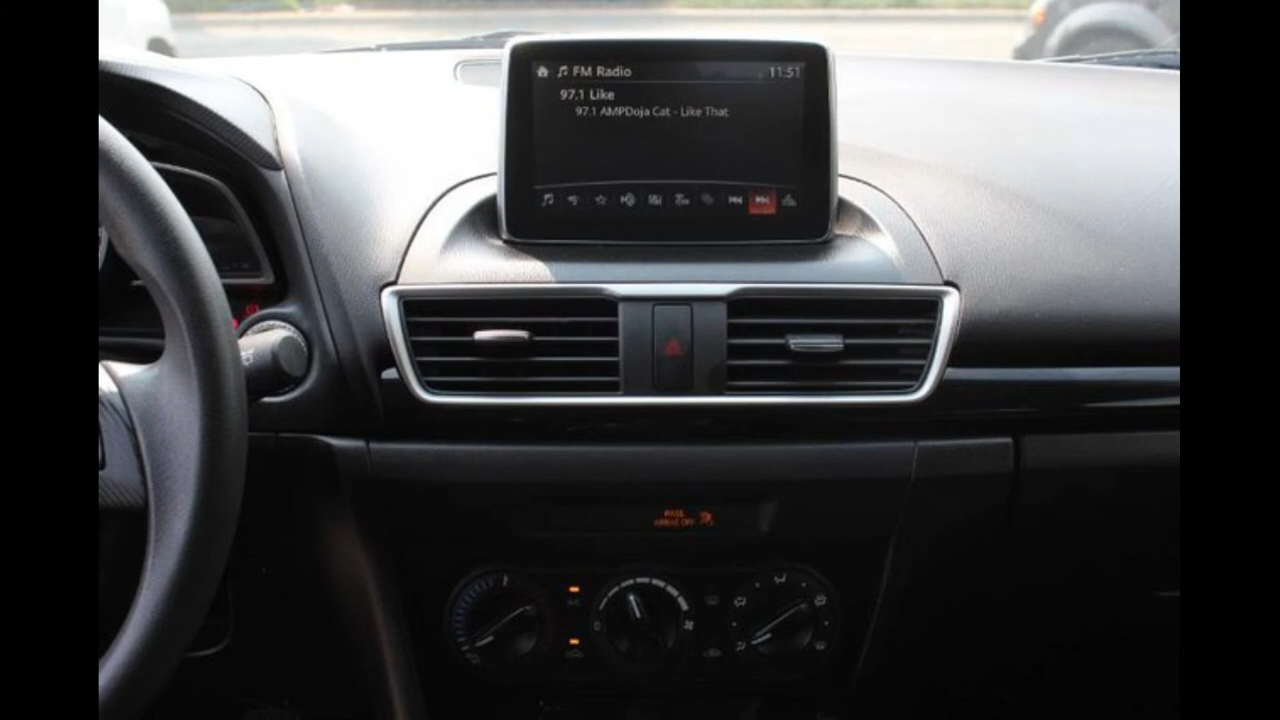 FM Radio 11:51
97.1 Like
97.1 AMPDoja Cat - Like That
PASS
AIRBAG OFF